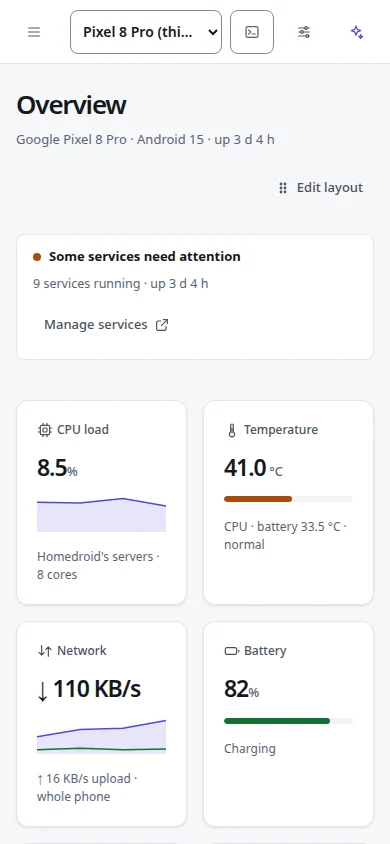 Pixel 8 Pro (thi...
Overview
Google Pixel 8 Pro · Android 15 · up 3 d 4 h
Edit layout
Some services need attention
9 services running · up 3 d 4 h
Manage services
CPU load
8.5%
Homedroid's servers ·
8 cores
Temperature
41.0 °C
CPU · battery 33.5 °C ·
normal
Network
↓ 110 KB/s
↑ 16 KB/s upload ·
whole phone
Battery
82%
Charging